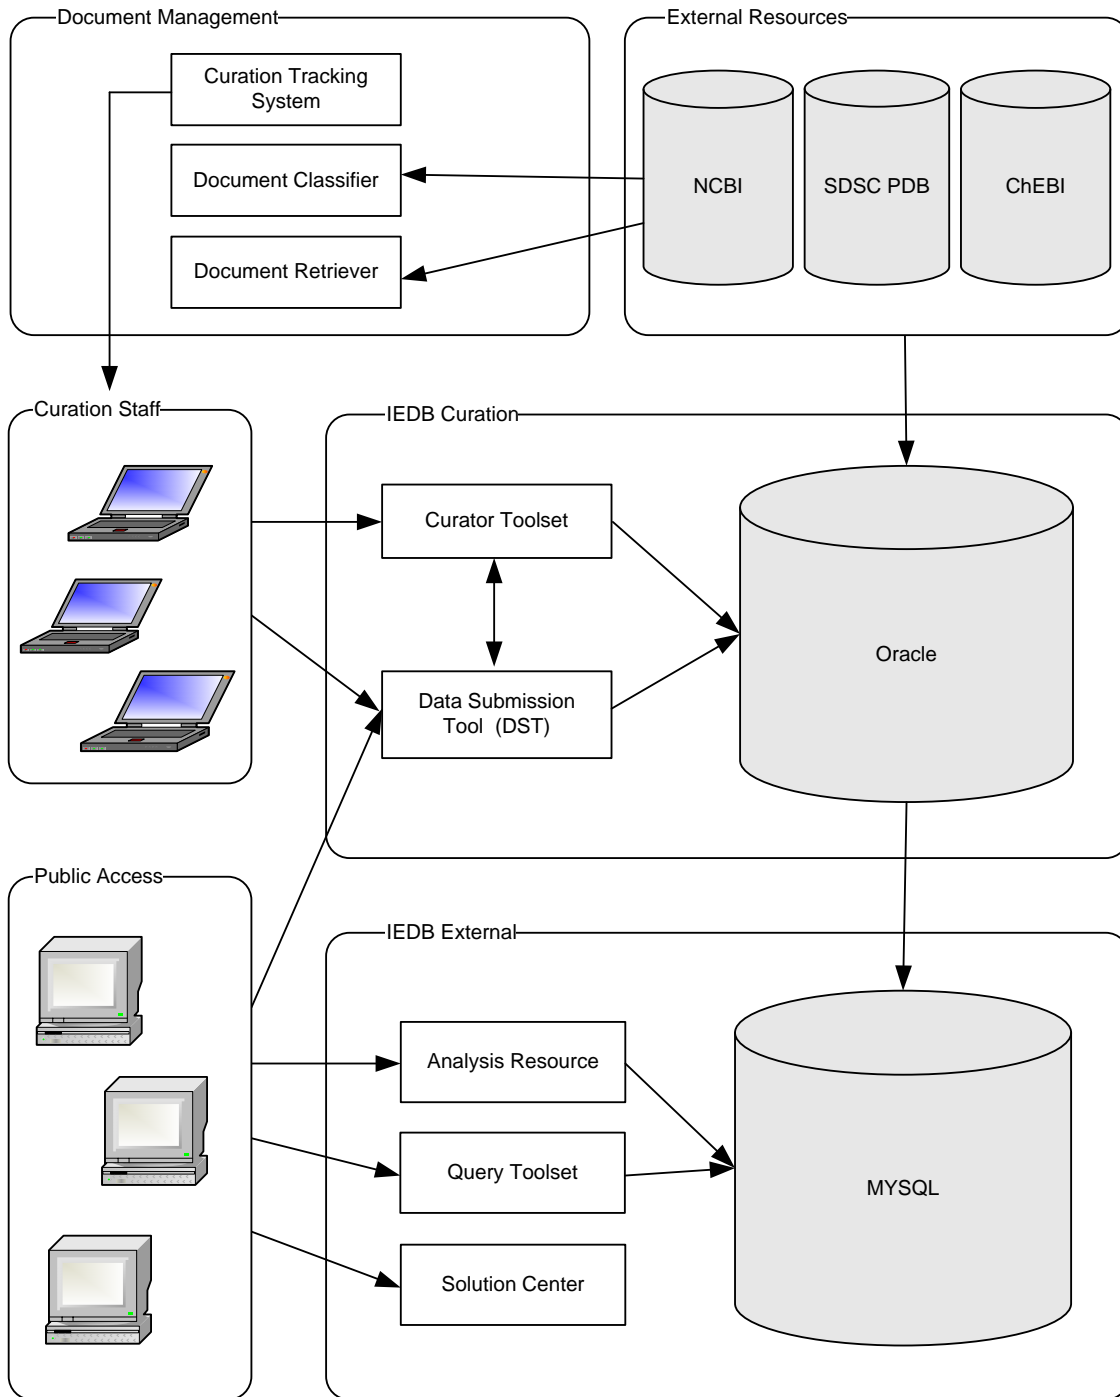 Document Management
External Resources
Curation Tracking
System
Document Classifier
Document Retriever
NCBI
SDSC PDB
ChEBI
Curation Staff
IEDB Curation
Curator Toolset
Data Submission
Tool (DST)
Oracle
Public Access
IEDB External
Analysis Resource
Query Toolset
Solution Center
MYSQL